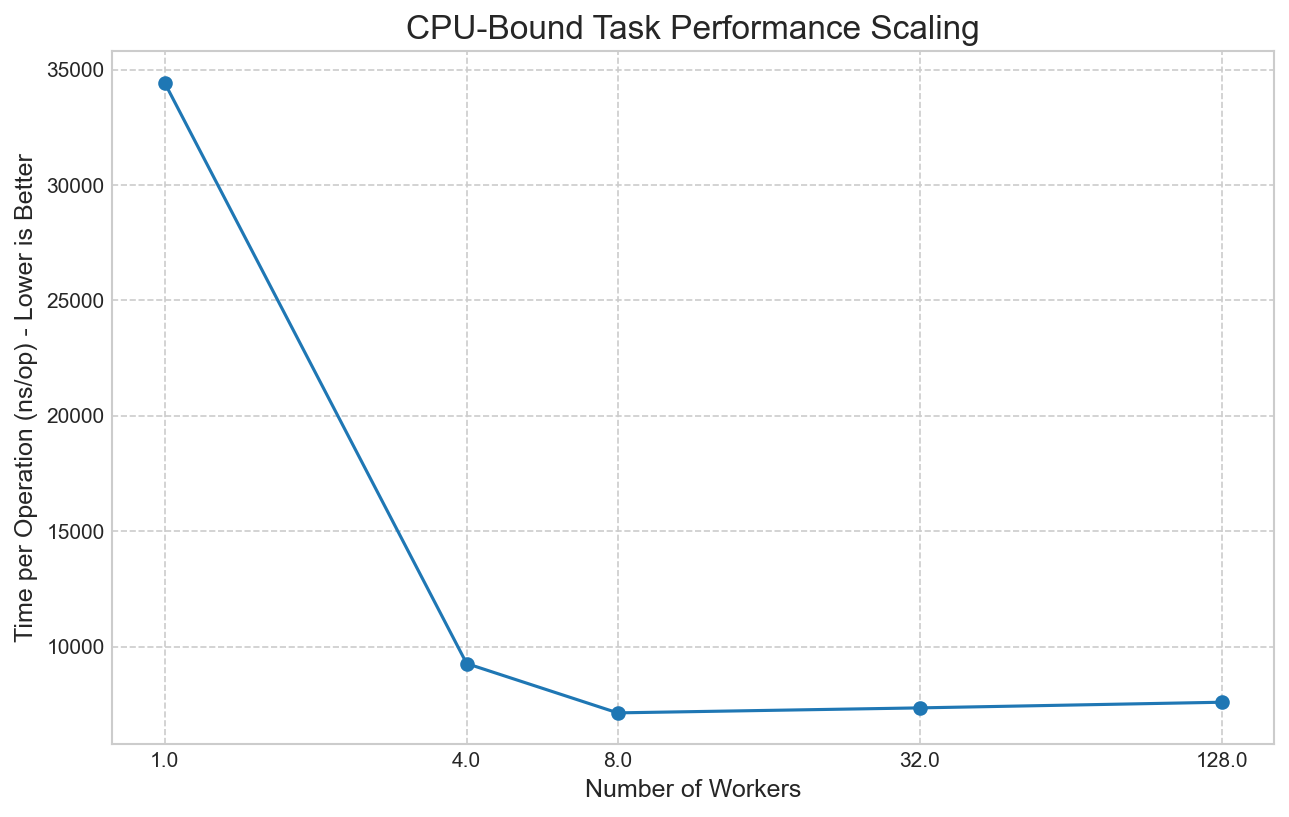 CPU-Bound Task Performance Scaling
Time per Operation (ns/op) - Lower is Better
35000
30000
25000
20000
15000
10000
1.0 4.0 8.0 32.0 128.0
Number of Workers